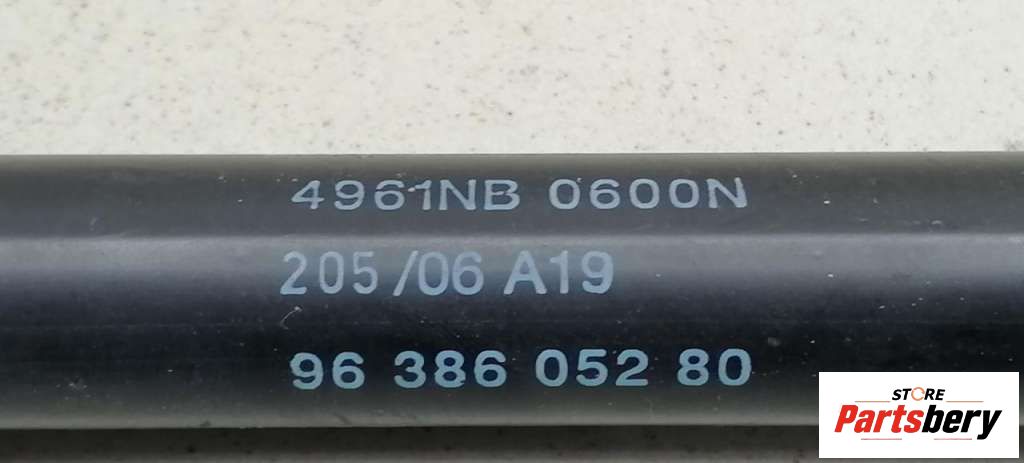 4961NB 0600N
205/06 A19
96 386 052 80
STORE
Partsbery